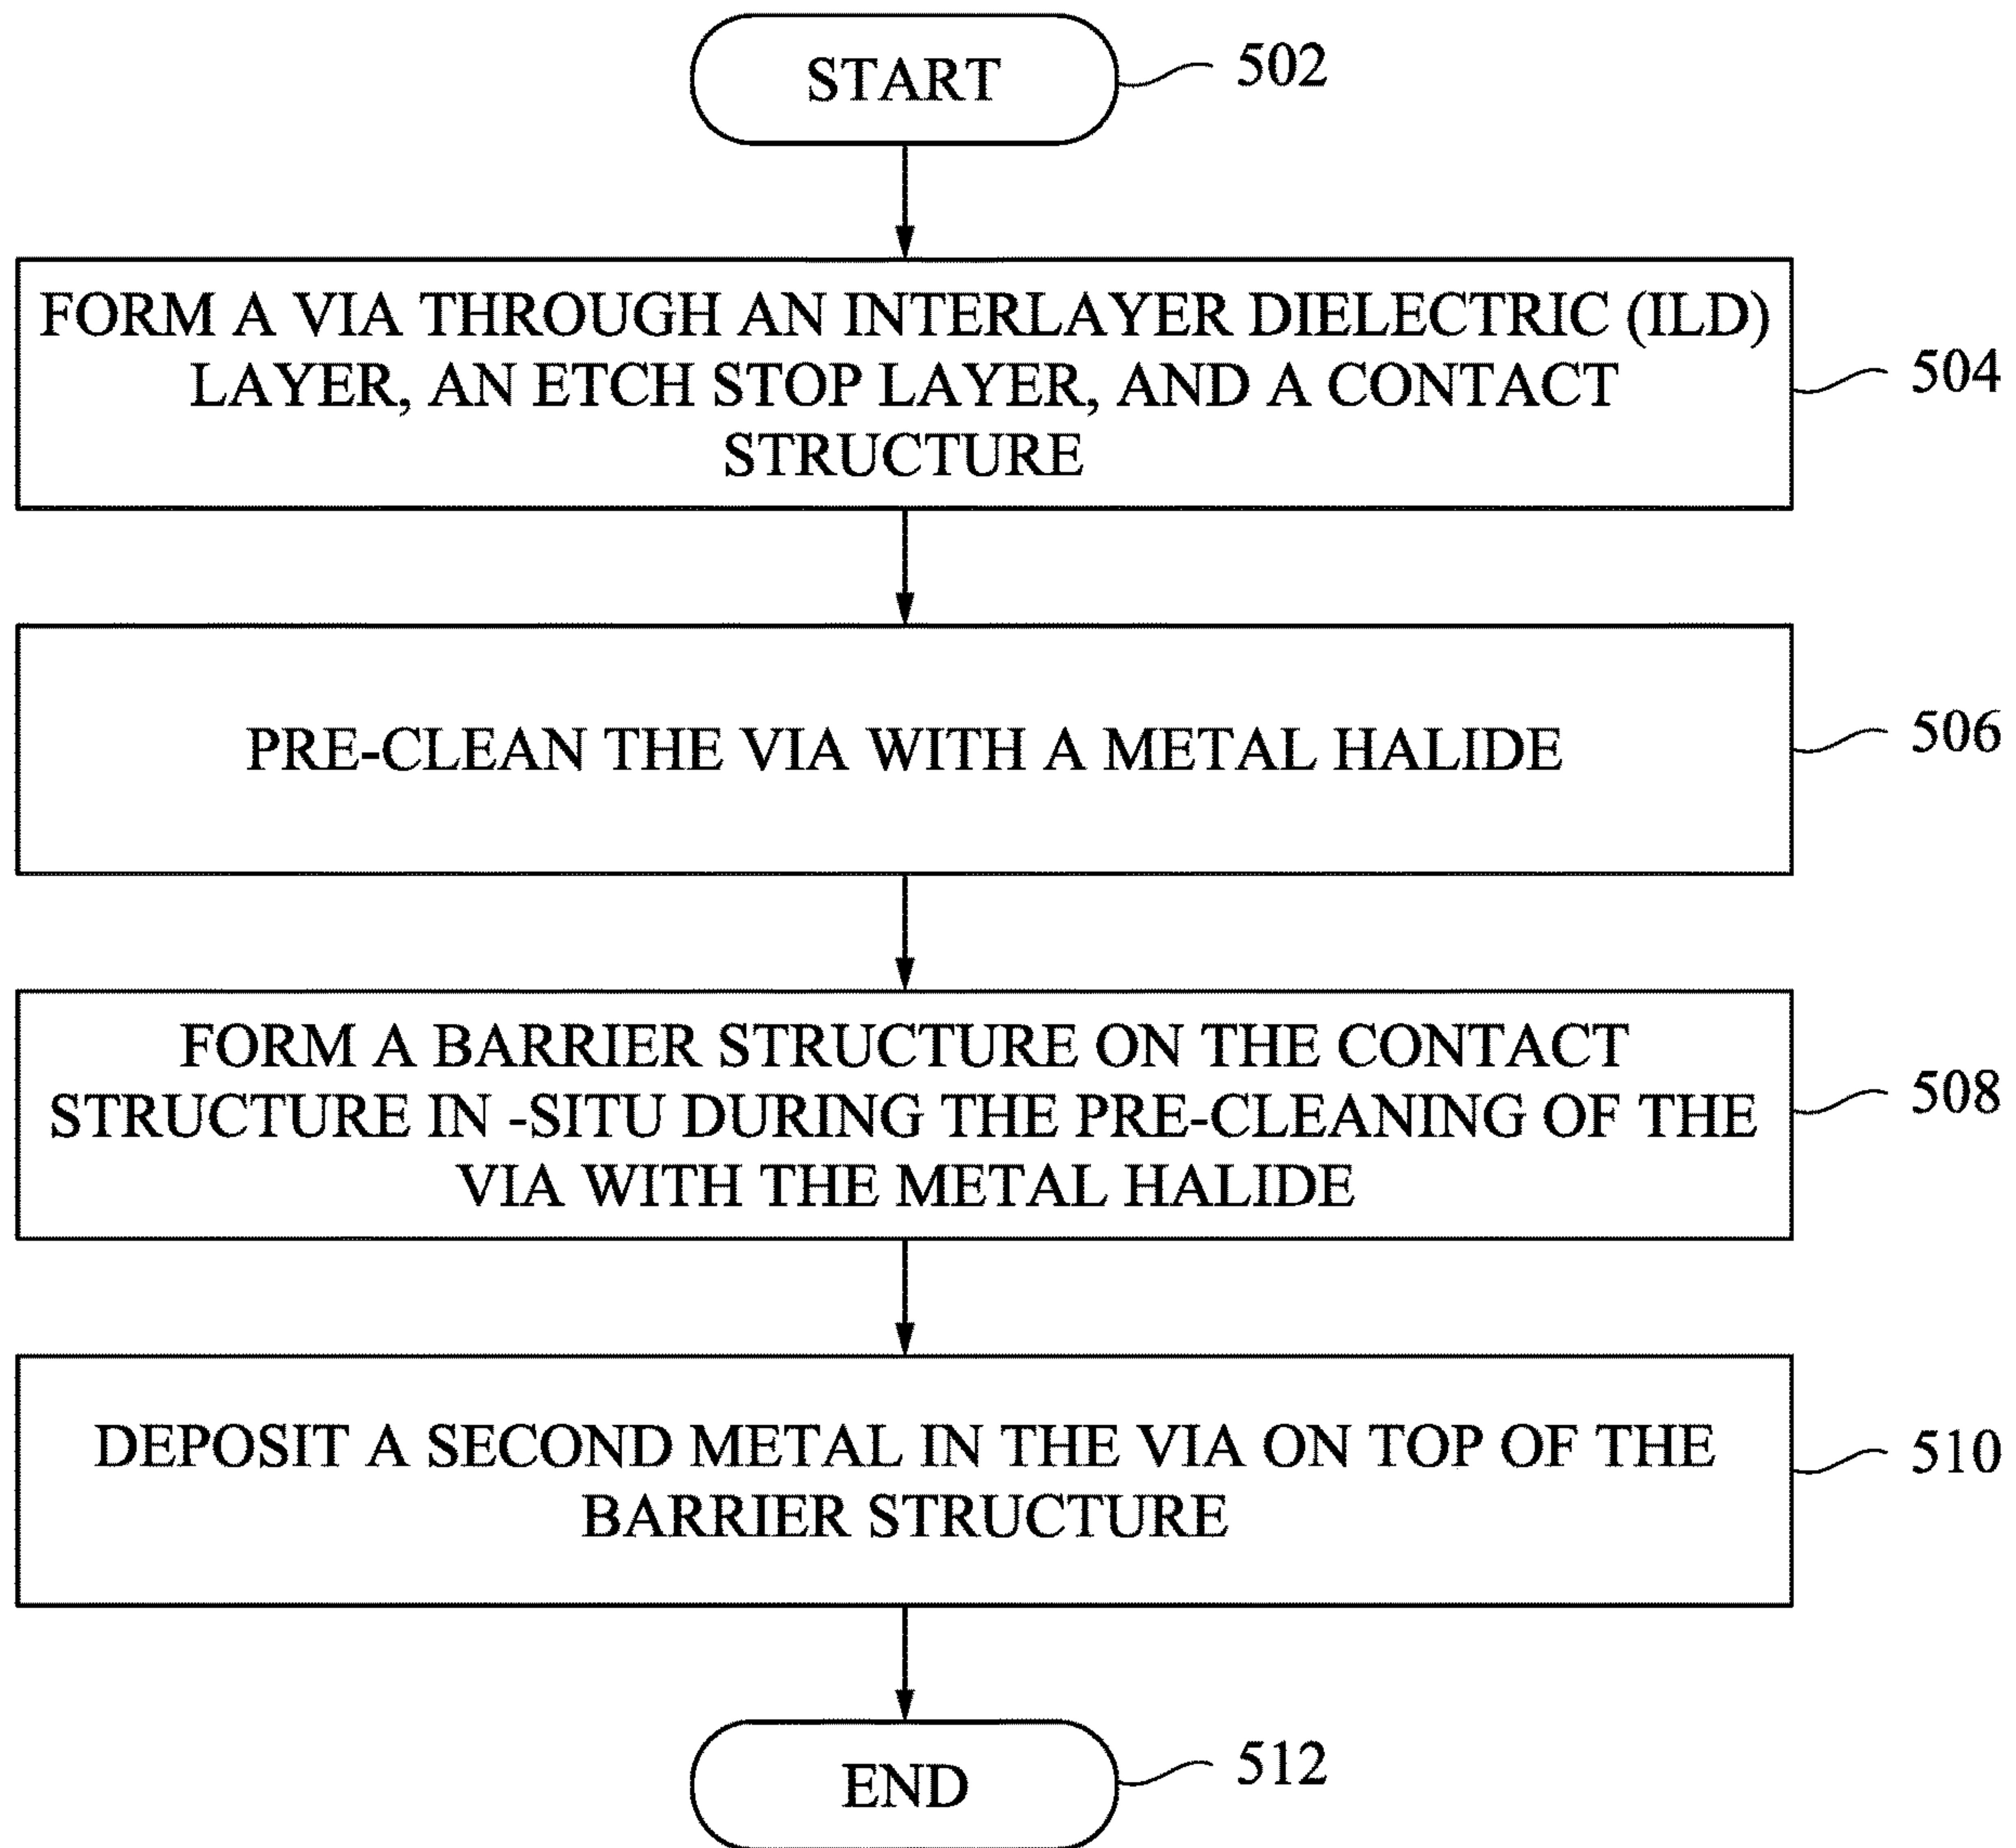 START
502
FORM A VIA THROUGH AN INTERLAYER DIELECTRIC (ILD)
LAYER, AN ETCH STOP LAYER, AND A CONTACT
STRUCTURE
504
PRE-CLEAN THE VIA WITH A METAL HALIDE
506
FORM A BARRIER STRUCTURE ON THE CONTACT
STRUCTURE IN -SITU DURING THE PRE-CLEANING OF THE
VIA WITH THE METAL HALIDE
508
DEPOSIT A SECOND METAL IN THE VIA ON TOP OF THE
BARRIER STRUCTURE
510
END
512